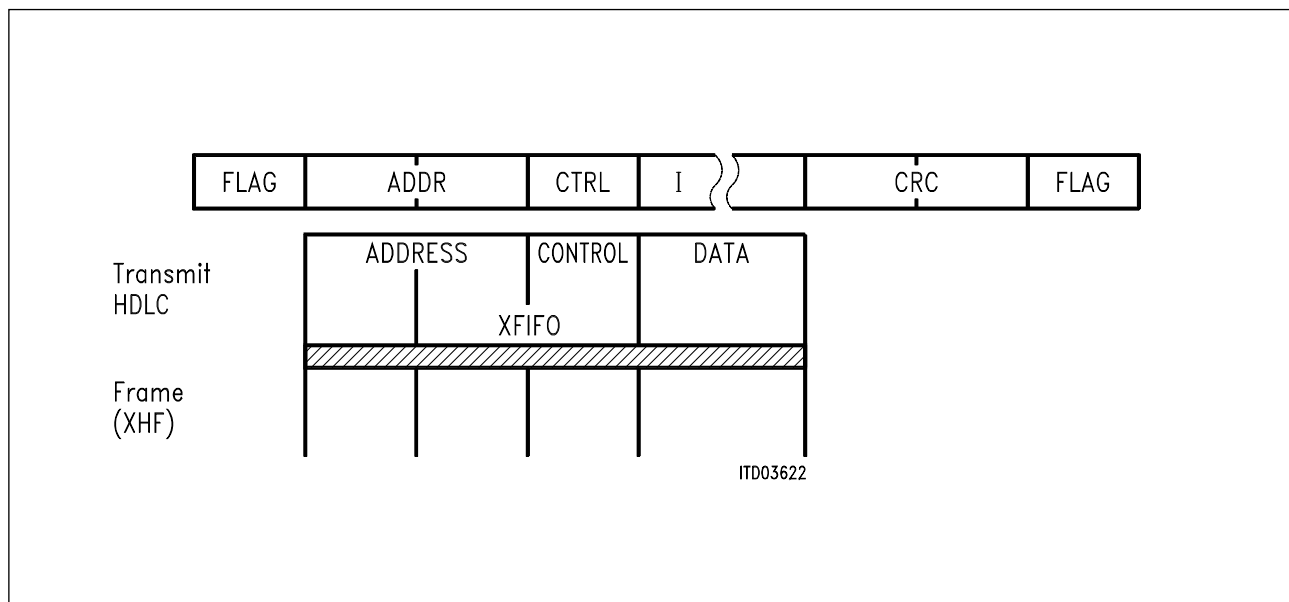 FLAG ADDR CTRL I CRC FLAG
ADDRESS CONTROL DATA
Transmit
HDLC
XFIFO
Frame
(XHF)
ITD03622